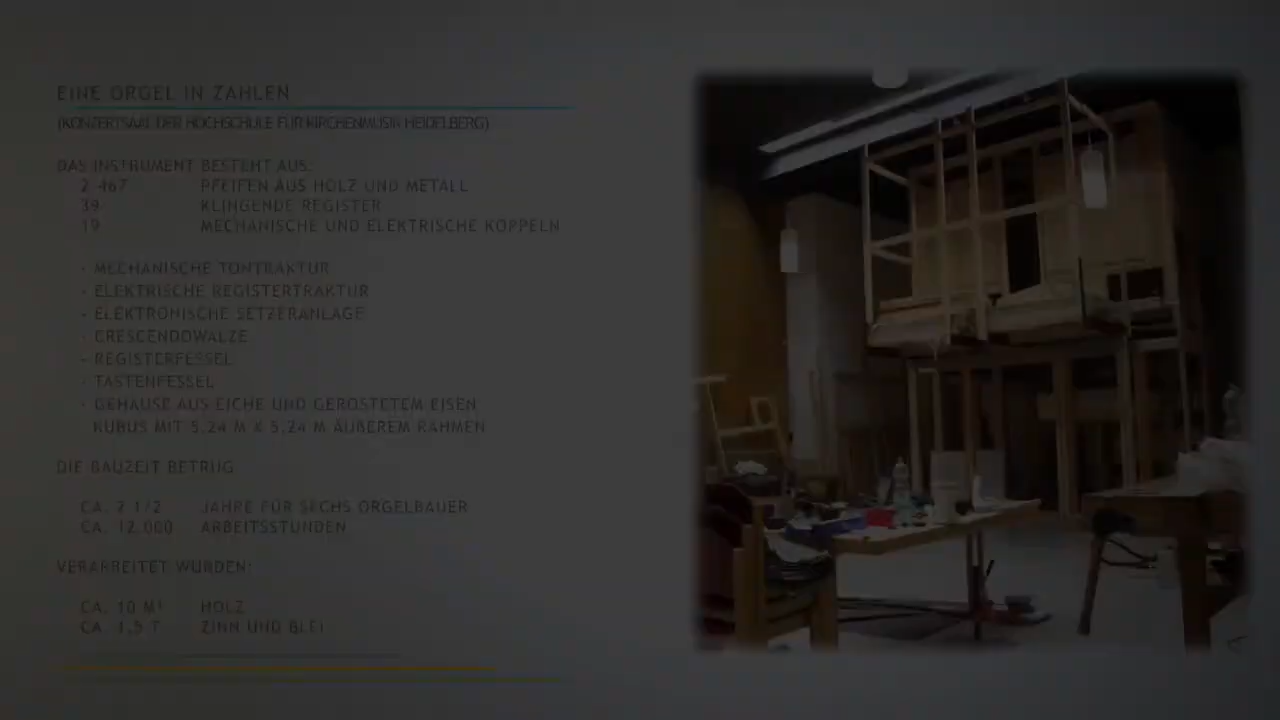 EINE ORGEL IN ZAHLEN
(KONZERTSAAL DER HOCHSCHULE FÜR KIRCHENMUSIK HEIDELBERG)
DAS INSTRUMENT BESTEHT AUS:
2 467 PFEIFEN AUS HOLZ UND METALL
39 KLINGENDE REGISTER
19 MECHANISCHE UND ELEKTRISCHE KOPPELN
- MECHANISCHE TONTRAKTUR
- ELEKTRISCHE REGISTERTRAKTUR
- ELEKTRONISCHE SETZERANLAGE
- CRESCENDOWALZE
- REGISTERFESSEL
- TASTENFESSEL
- GEHÄUSE AUS EICHE UND GEROSTETEM EISEN
KUBUS MIT 5,24 M X 5,24 M ÄUßEREM RAHMEN
DIE BAUZEIT BETRUG
CA. 2 1/2 JAHRE FÜR SECHS ORGELBAUER
CA. 12.000 ARBEITSSTUNDEN
VERARBEITET WURDEN:
CA. 10 M³ HOLZ
CA. 1,5 T ZINN UND BLEI